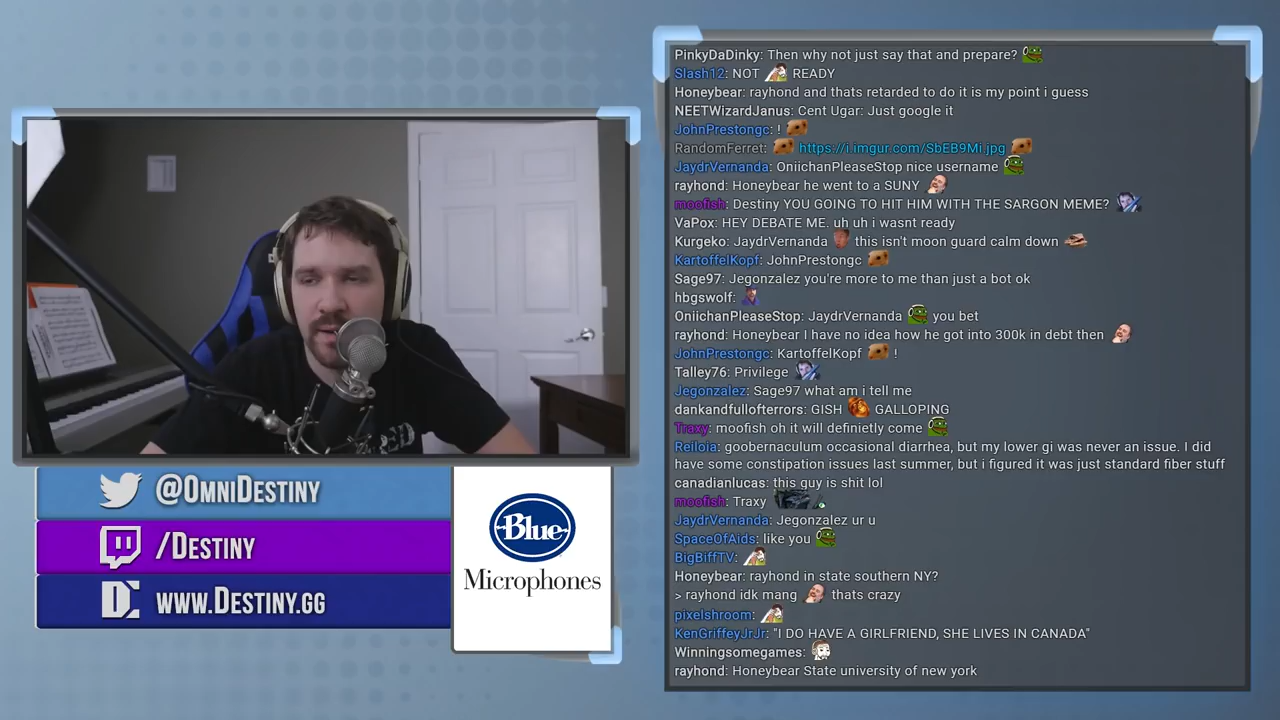 @OmniDestiny
/Destiny
www.Destiny.gg
Blue
Microphones
PinkyDaDinky: Then why not just say that and prepare?
Slash12: NOT READY
Honeybear: rayhond and thats retarded to do it is my point i guess
NEETWizardJanus: Cent Ugar: Just google it
JohnPrestongc: !
RandomFerret: https://i.imgur.com/SbEB9Mi.jpg
JaydrVernanda: OniichanPleaseStop nice username
rayhond: Honeybear he went to a SUNY
moofish: Destiny YOU GOING TO HIT HIM WITH THE SARGON MEME?
VaPox: HEY DEBATE ME. uh uh i wasnt ready
Kurgeko: JaydrVernanda this isn't moon guard calm down
KartoffelKopf: JohnPrestongc
Sage97: Jegonzalez you're more to me than just a bot ok
hbgswolf:
OniichanPleaseStop: JaydrVernanda you bet
rayhond: Honeybear I have no idea how he got into 300k in debt then
JohnPrestongc: KartoffelKopf !
Talley76: Privilege
Jegonzalez: Sage97 what am i tell me
dankandfullofterrors: GISH GALLOPING
Traxy: moofish oh it will definietly come
Reiloia: goobernaculum occasional diarrhea, but my lower gi was never an issue. I did
have some constipation issues last summer, but i figured it was just standard fiber stuff
canadianlucas: this guy is shit lol
moofish: Traxy
JaydrVernanda: Jegonzalez ur u
SpaceOfAids: like you
BigBiffTV:
Honeybear: rayhond in state southern NY?
> rayhond idk mang thats crazy
pixelshroom:
KenGriffeyJrJr: "I DO HAVE A GIRLFRIEND, SHE LIVES IN CANADA"
Winningsomegames:
rayhond: Honeybear State university of new york